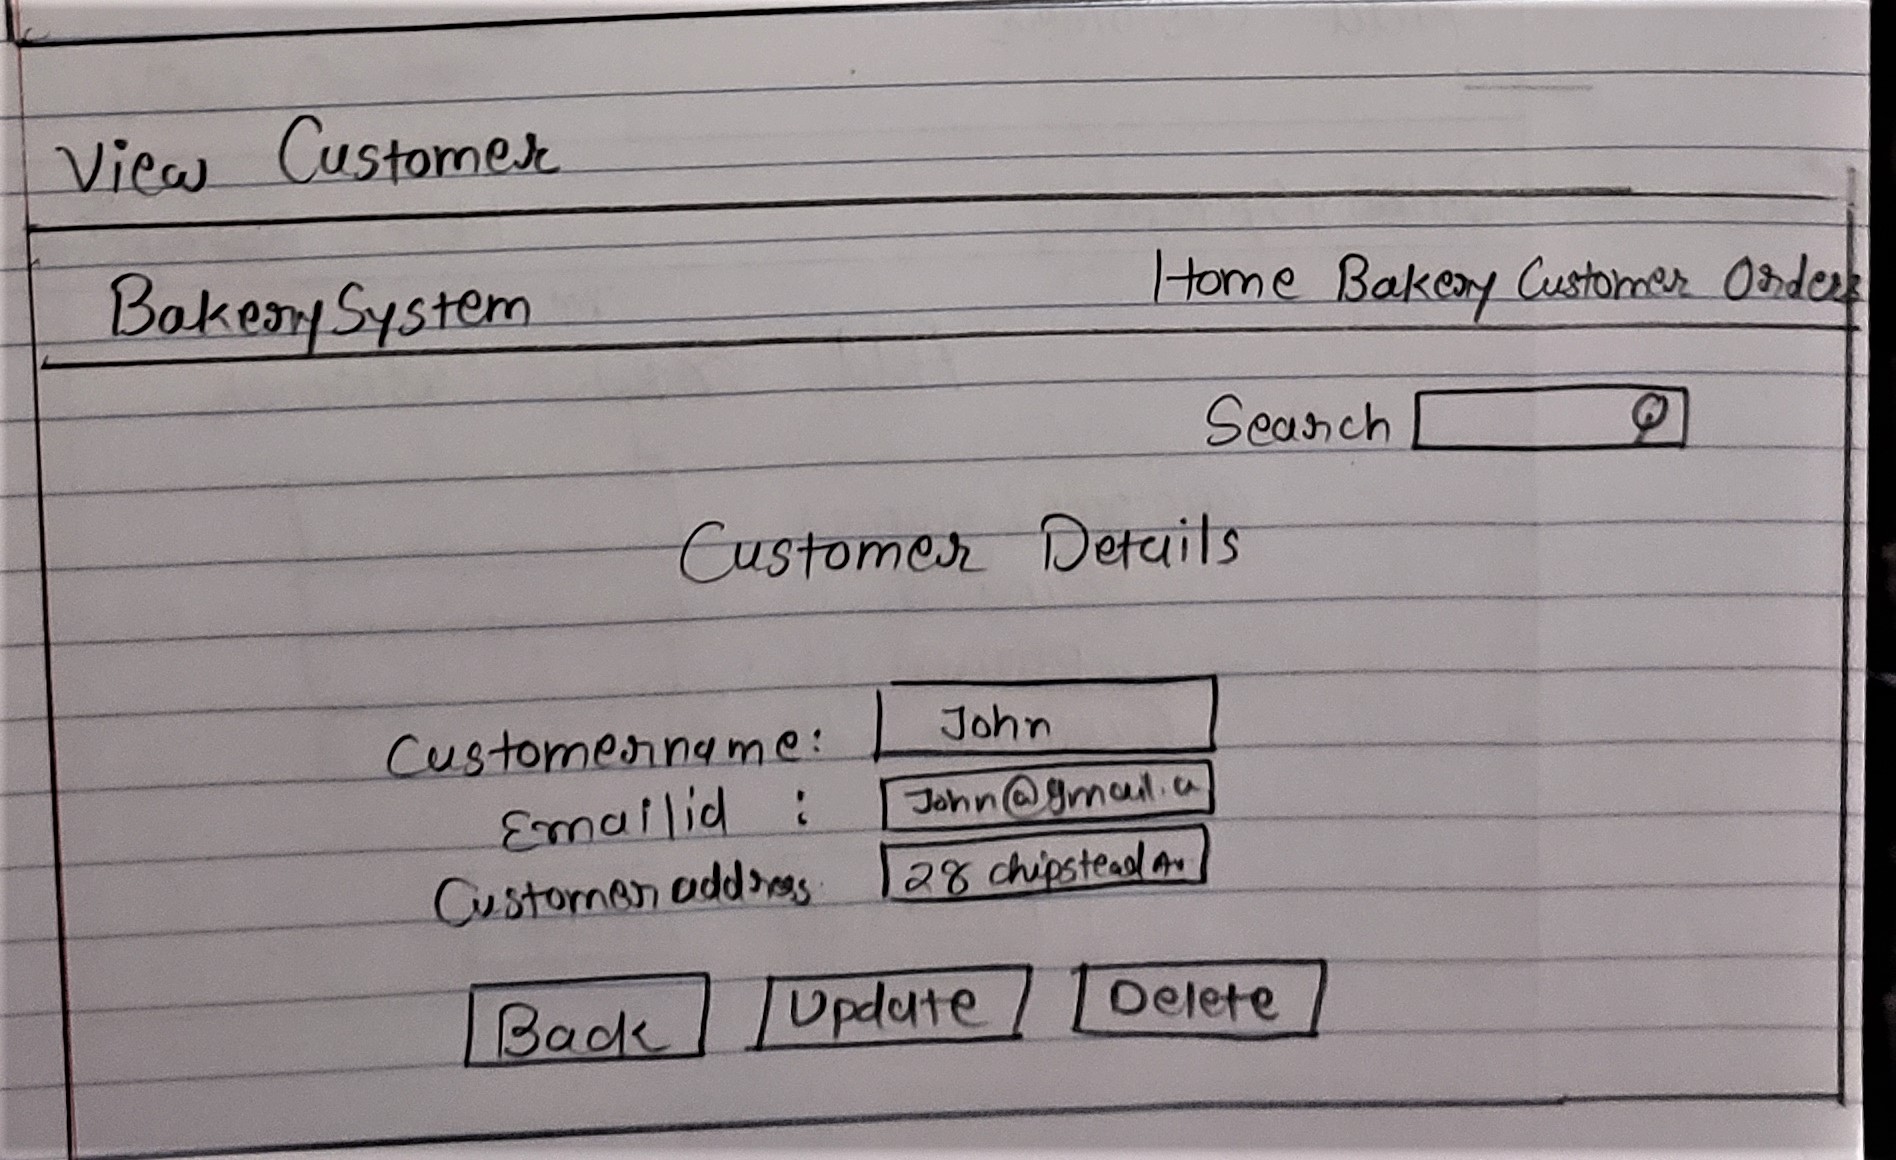 View Customer
BakerySystem
Home Bakery Customer Orders
Search
Customer Details
Customername: John
Emailid : John@gmail.c
Customer address 28 chipstead Av
Back Update Delete